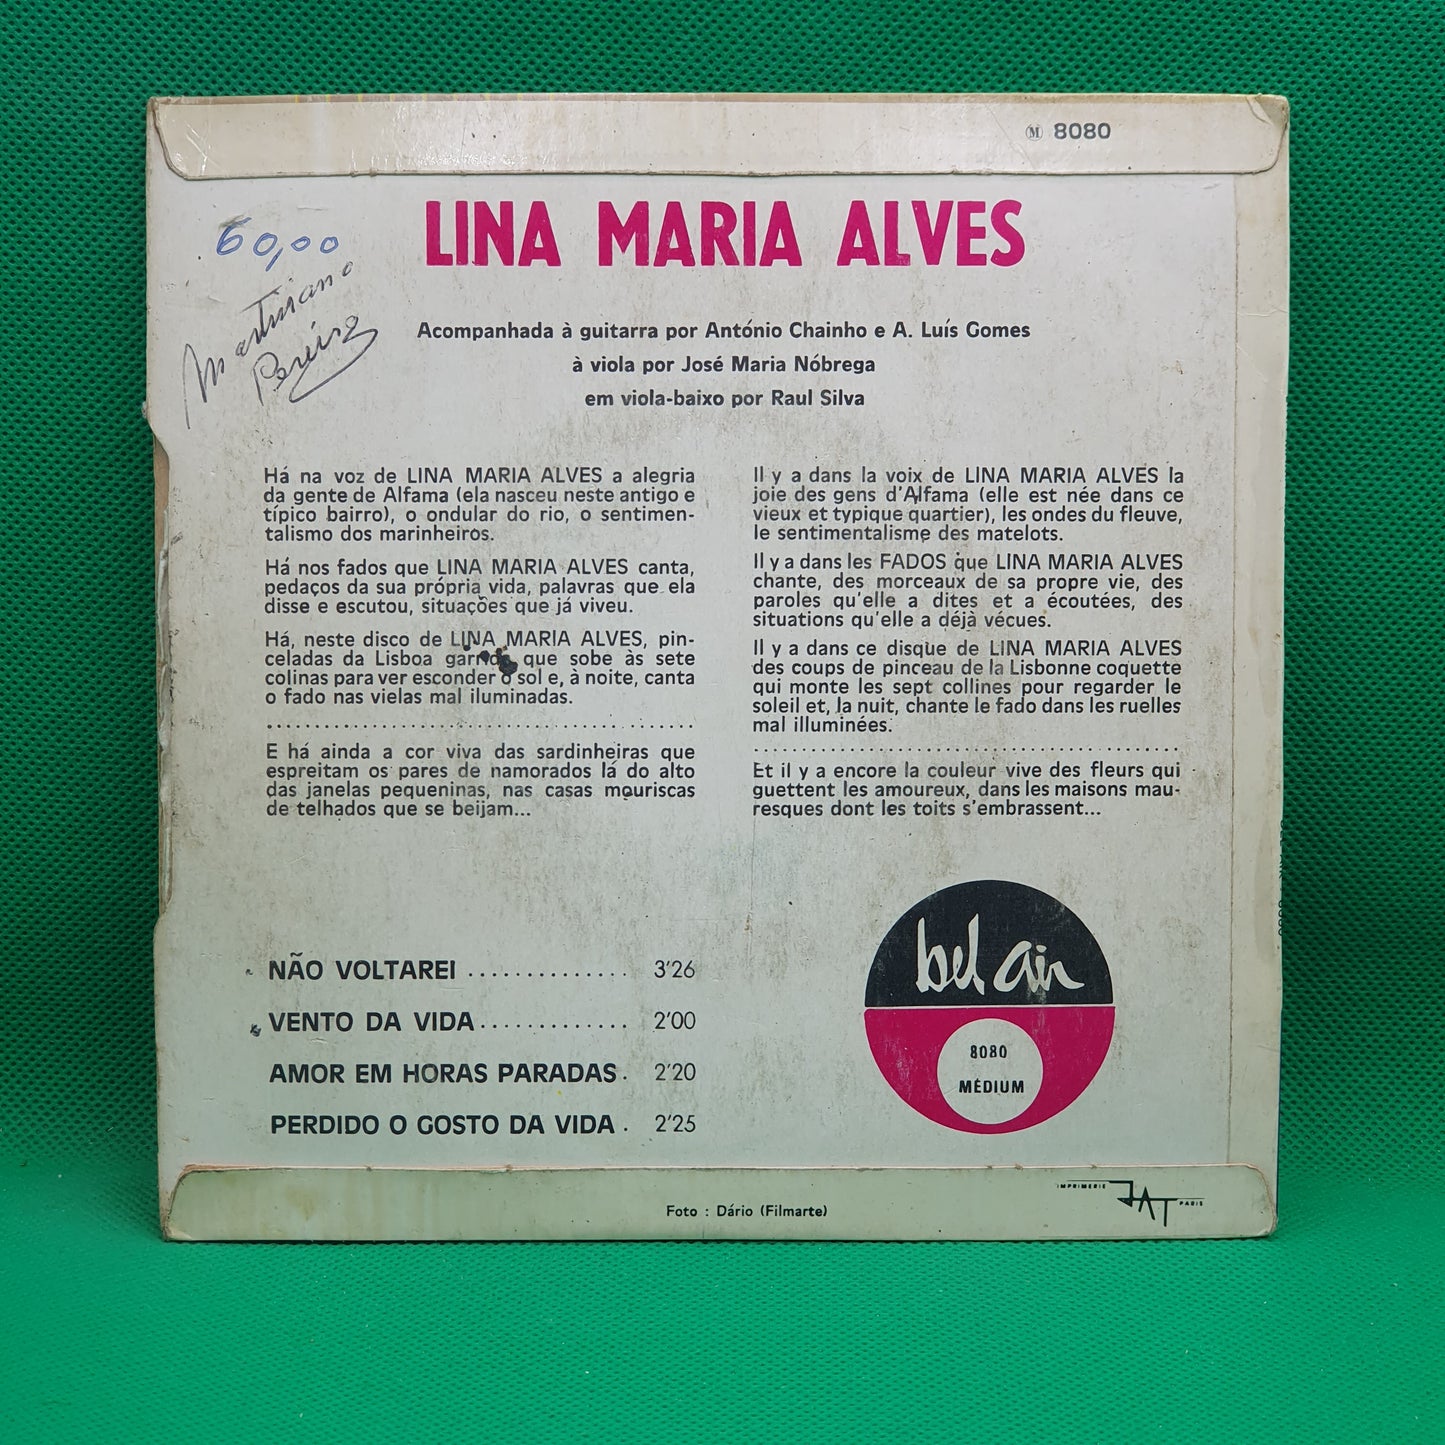 Ⓜ 8080
LINA MARIA ALVES
60,00
Martiniano
Pereira
Acompanhada à guitarra por António Chainho e A. Luís Gomes
à viola por José Maria Nóbrega
em viola-baixo por Raul Silva
Há na voz de LINA MARIA ALVES a alegria
da gente de Alfama (ela nasceu neste antigo e
típico bairro), o ondular do rio, o sentimen-
talismo dos marinheiros.
Há nos fados que LINA MARIA ALVES canta,
pedaços da sua própria vida, palavras que ela
disse e escutou, situações que já viveu.
Há, neste disco de LINA MARIA ALVES, pin-
celadas da Lisboa garrida que sobe às sete
colinas para ver esconder o sol e, à noite, canta
o fado nas vielas mal iluminadas.
E há ainda a cor viva das sardinheiras que
espreitam os pares de namorados lá do alto
das janelas pequeninas, nas casas mouriscas
de telhados que se beijam...
Il y a dans la voix de LINA MARIA ALVES la
joie des gens d'Alfama (elle est née dans ce
vieux et typique quartier), les ondes du fleuve,
le sentimentalisme des matelots.
Il y a dans les FADOS que LINA MARIA ALVES
chante, des morceaux de sa propre vie, des
paroles qu'elle a dites et a écoutées, des
situations qu'elle a déjà vécues.
Il y a dans ce disque de LINA MARIA ALVES
des coups de pinceau de la Lisbonne coquette
qui monte les sept collines pour regarder le
soleil et, la nuit, chante le fado dans les ruelles
mal illuminées.
Et il y a encore la couleur vive des fleurs qui
guettent les amoureux, dans les maisons mau-
resques dont les toits s'embrassent...
NÃO VOLTAREI .............. 3'26
VENTO DA VIDA ............. 2'00
AMOR EM HORAS PARADAS . 2'20
PERDIDO O GOSTO DA VIDA . 2'25
bel air
8080
MÉDIUM
IMPRIMERIE JAT PARIS
Foto : Dário (Filmarte)